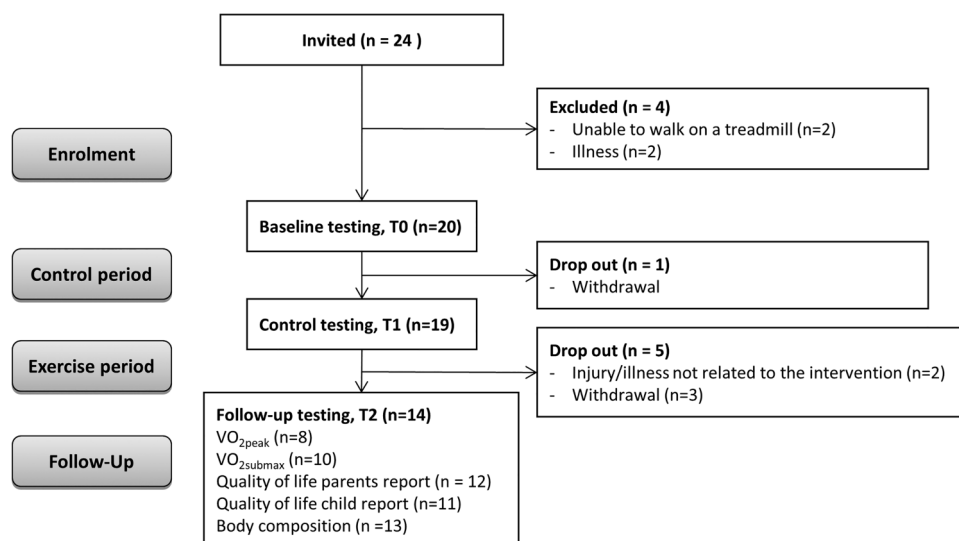 Invited (n = 24 )
Excluded (n = 4)
- Unable to walk on a treadmill (n=2)
- Illness (n=2)
Enrolment
Baseline testing, T0 (n=20)
Control period
Drop out (n = 1)
- Withdrawal
Control testing, T1 (n=19)
Exercise period
Drop out (n = 5)
- Injury/illness not related to the intervention (n=2)
- Withdrawal (n=3)
Follow-Up
Follow-up testing, T2 (n=14)
VO2peak (n=8)
VO2submax (n=10)
Quality of life parents report (n = 12)
Quality of life child report (n=11)
Body composition (n =13)